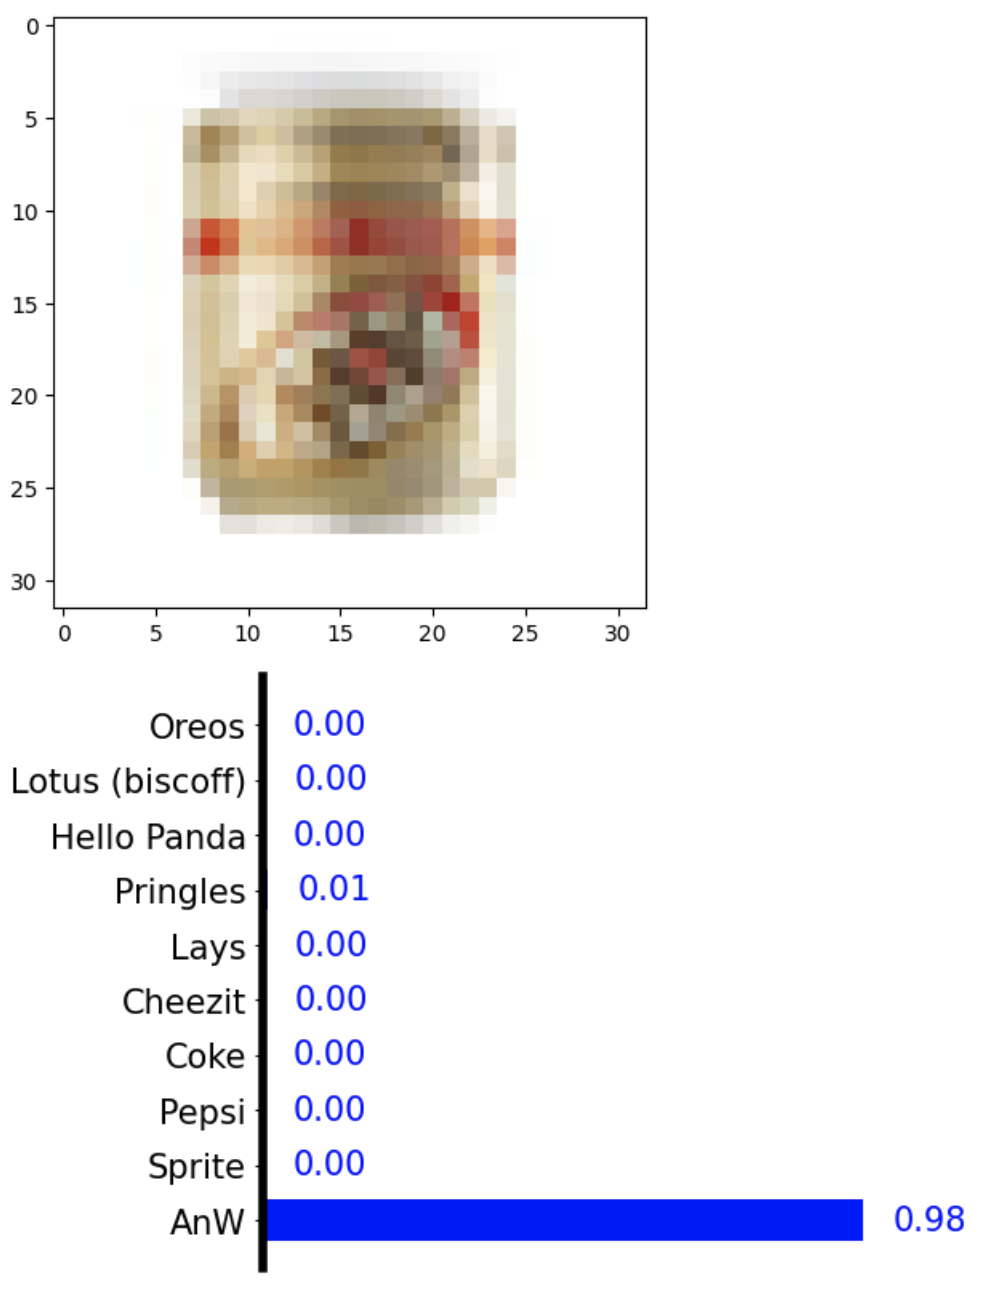 0
5
10
15
20
25
30
0 5 10 15 20 25 30
Oreos 0.00
Lotus (biscoff) 0.00
Hello Panda 0.00
Pringles 0.01
Lays 0.00
Cheezit 0.00
Coke 0.00
Pepsi 0.00
Sprite 0.00
AnW 0.98